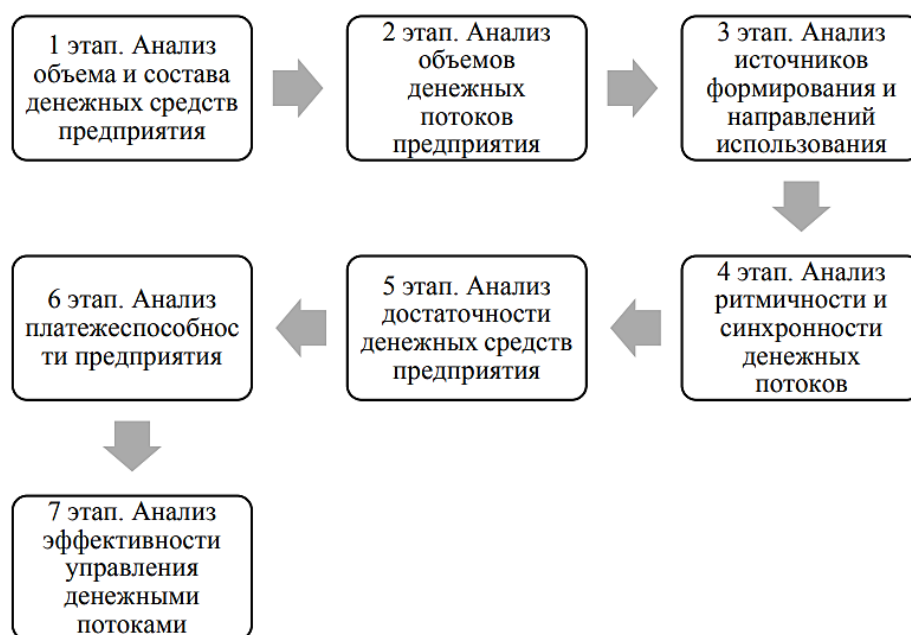 1 этап. Анализ
объема и состава
денежных средств
предприятия
2 этап. Анализ
объемов
денежных
потоков
предприятия
3 этап. Анализ
источников
формирования и
направлений
использования
4 этап. Анализ
ритмичности и
синхронности
денежных
потоков
5 этап. Анализ
достаточности
денежных средств
предприятия
6 этап. Анализ
платежеспособнос
ти предприятия
7 этап. Анализ
эффективности
управления
денежными
потоками